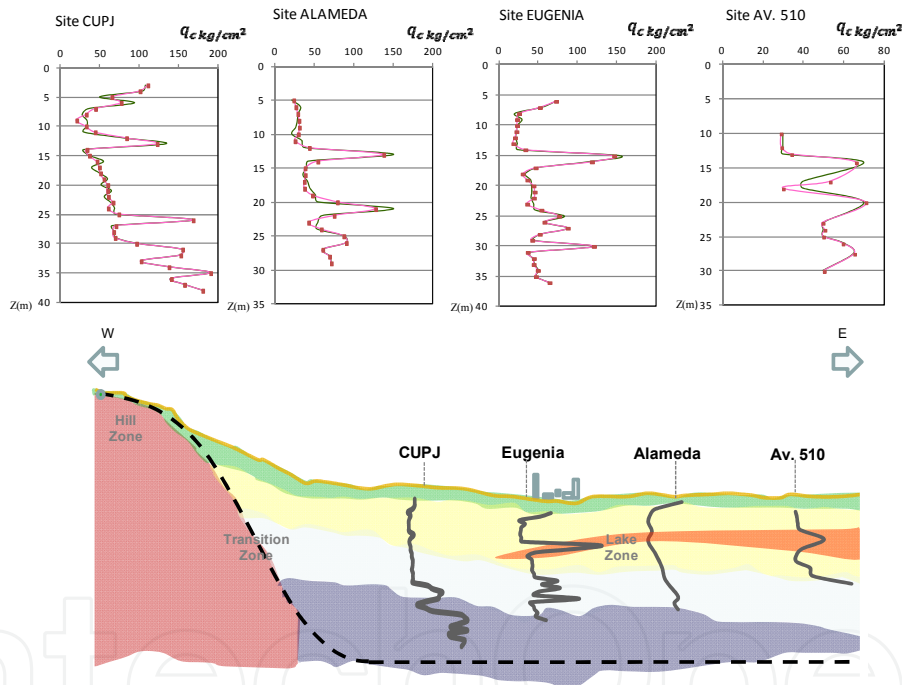 Site CUPJ
q_c kg/cm²
0 50 100 150 200
0
5
10
15
20
25
30
35
40
Z(m)
Site ALAMEDA
q_c kg/cm²
0 50 100 150 200
0
5
10
15
20
25
30
35
Z(m)
Site EUGENIA
q_c kg/cm²
0 50 100 150 200
0
5
10
15
20
25
30
35
40
Z(m)
Site AV. 510
q_c kg/cm²
0 20 40 60 80
0
5
10
15
20
25
30
35
Z(m)
W
E
Hill
Zone
CUPJ
Eugenia
Alameda
Av. 510
Transition
Zone
Lake
Zone